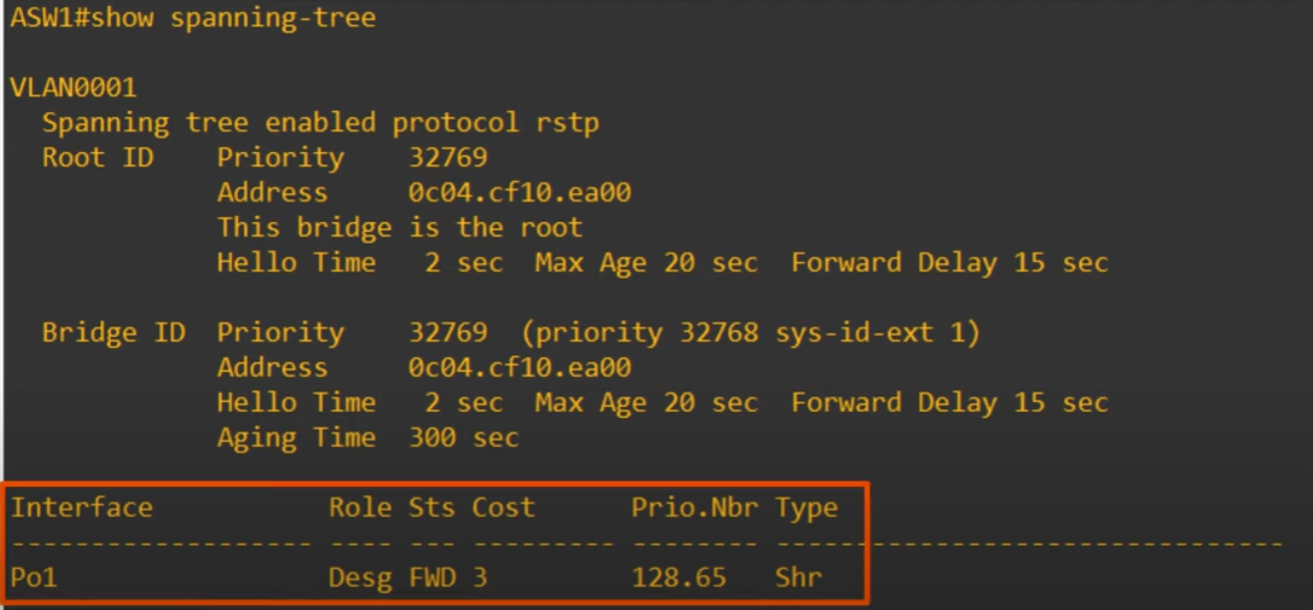 ASW1#show spanning-tree
VLAN0001
Spanning tree enabled protocol rstp
Root ID Priority 32769
Address 0c04.cf10.ea00
This bridge is the root
Hello Time 2 sec Max Age 20 sec Forward Delay 15 sec
Bridge ID Priority 32769 (priority 32768 sys-id-ext 1)
Address 0c04.cf10.ea00
Hello Time 2 sec Max Age 20 sec Forward Delay 15 sec
Aging Time 300 sec
Interface Role Sts Cost Prio.Nbr Type
------------------- ---- --- --------- -------- --------------------------------
Po1 Desg FWD 3 128.65 Shr